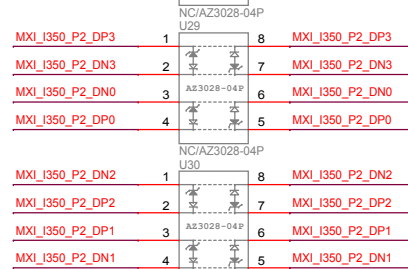 NC/AZ3028-04P
U29
MXI_I350_P2_DP3 1 8 MXI_I350_P2_DP3
MXI_I350_P2_DN3 2 7 MXI_I350_P2_DN3
MXI_I350_P2_DN0 3 AZ3028-04P 6 MXI_I350_P2_DN0
MXI_I350_P2_DP0 4 5 MXI_I350_P2_DP0
NC/AZ3028-04P
U30
MXI_I350_P2_DN2 1 8 MXI_I350_P2_DN2
MXI_I350_P2_DP2 2 7 MXI_I350_P2_DP2
MXI_I350_P2_DP1 3 AZ3028-04P 6 MXI_I350_P2_DP1
MXI_I350_P2_DN1 4 5 MXI_I350_P2_DN1